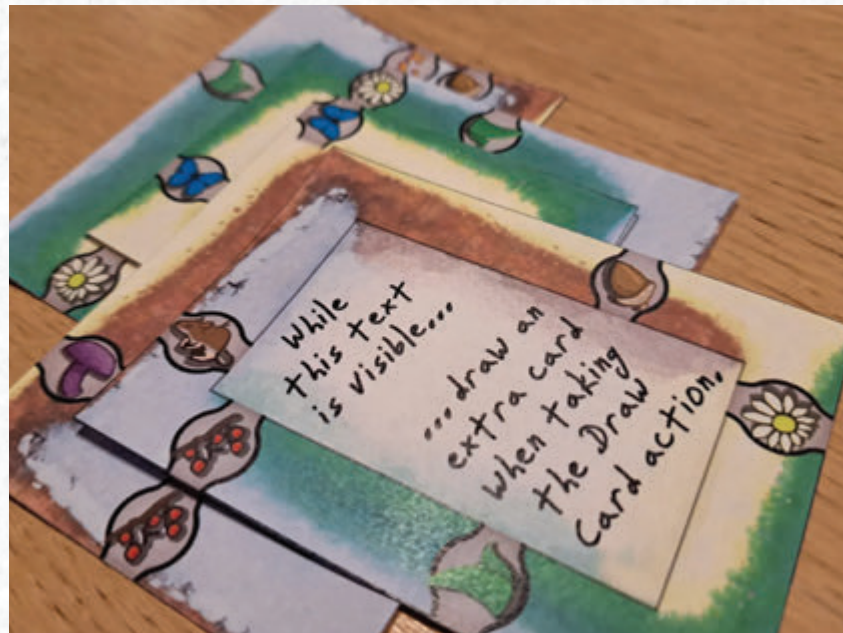 While
this text
is visible...
...draw an
extra card
when taking
the Draw
Card action.